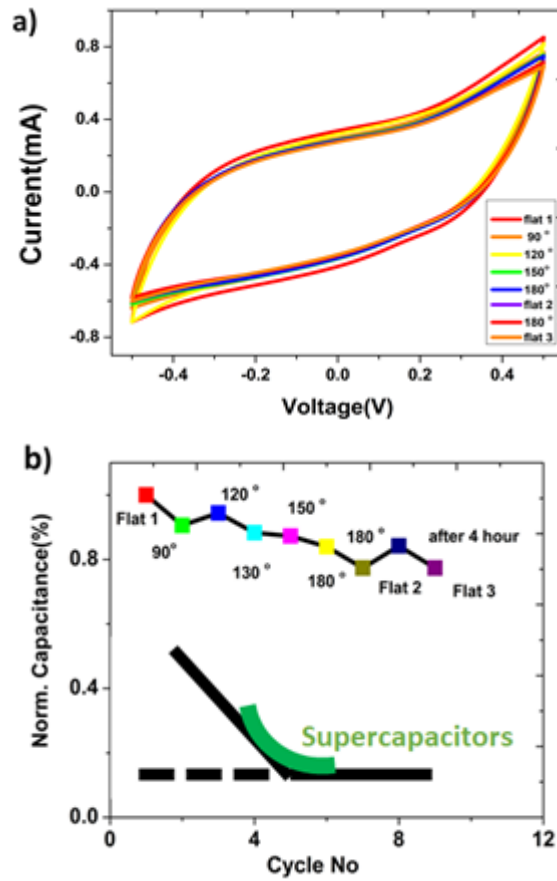 a)
Current(mA)
0.8
0.4
0.0
-0.4
-0.8
flat 1
90°
120°
150°
180°
flat 2
180°
flat 3
-0.4
-0.2
0.0
0.2
0.4
Voltage(V)
b)
Norm. Capacitance(%)
1.2
0.8
0.4
0.0
Flat 1
90°
120°
130°
150°
180°
180°
Flat 2
after 4 hour
Flat 3
Supercapacitors
0
4
8
12
Cycle No